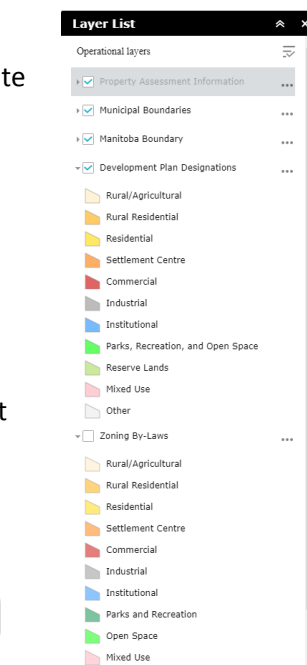 Layer List
Operational layers
te
Property Assessment Information
Municipal Boundaries
Manitoba Boundary
Development Plan Designations
Rural/Agricultural
Rural Residential
Residential
Settlement Centre
Commercial
Industrial
Institutional
Parks, Recreation, and Open Space
Reserve Lands
Mixed Use
t
Other
Zoning By-Laws
Rural/Agricultural
Rural Residential
Residential
Settlement Centre
Commercial
Industrial
Institutional
Parks and Recreation
Open Space
Mixed Use